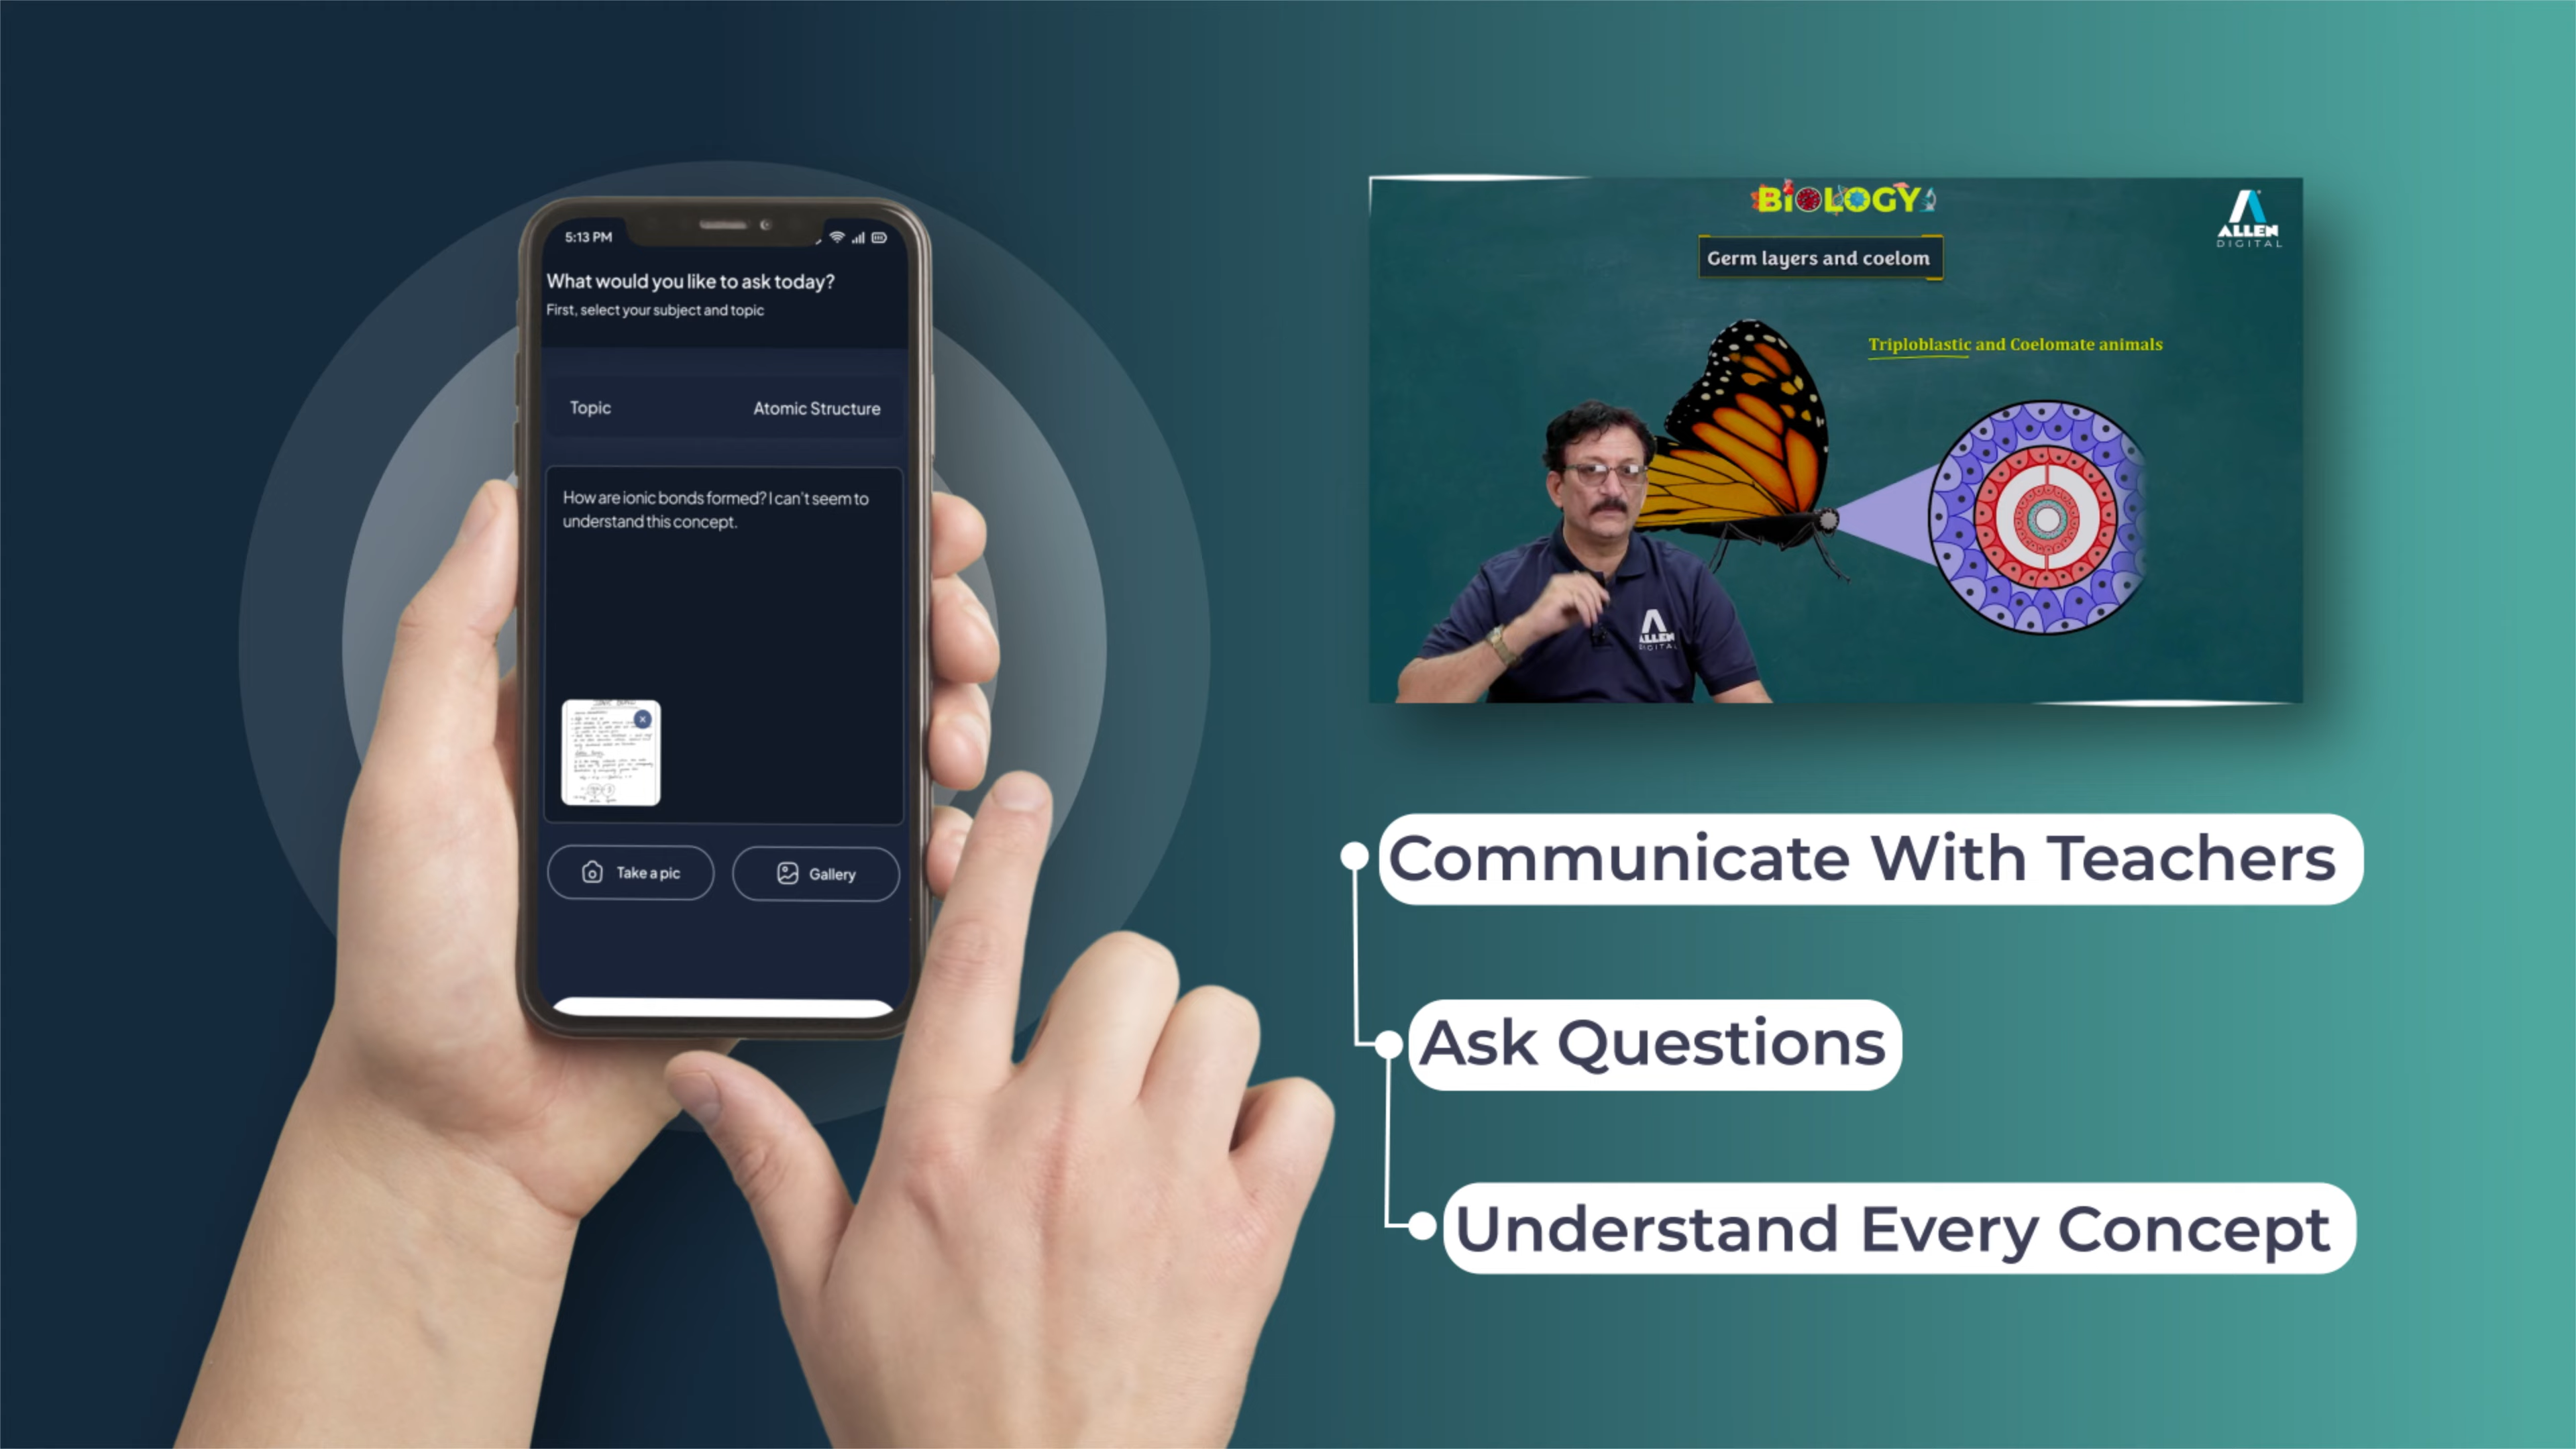 5:13 PM
What would you like to ask today?
First, select your subject and topic
Topic
Atomic Structure
How are ionic bonds formed? I can't seem to
understand this concept.
Take a pic
Gallery
BIOLOGY
Germ layers and coelom
ALLEN
DIGITAL
Triploblastic and Coelomate animals
ALLEN
DIGITAL
Communicate With Teachers
Ask Questions
Understand Every Concept